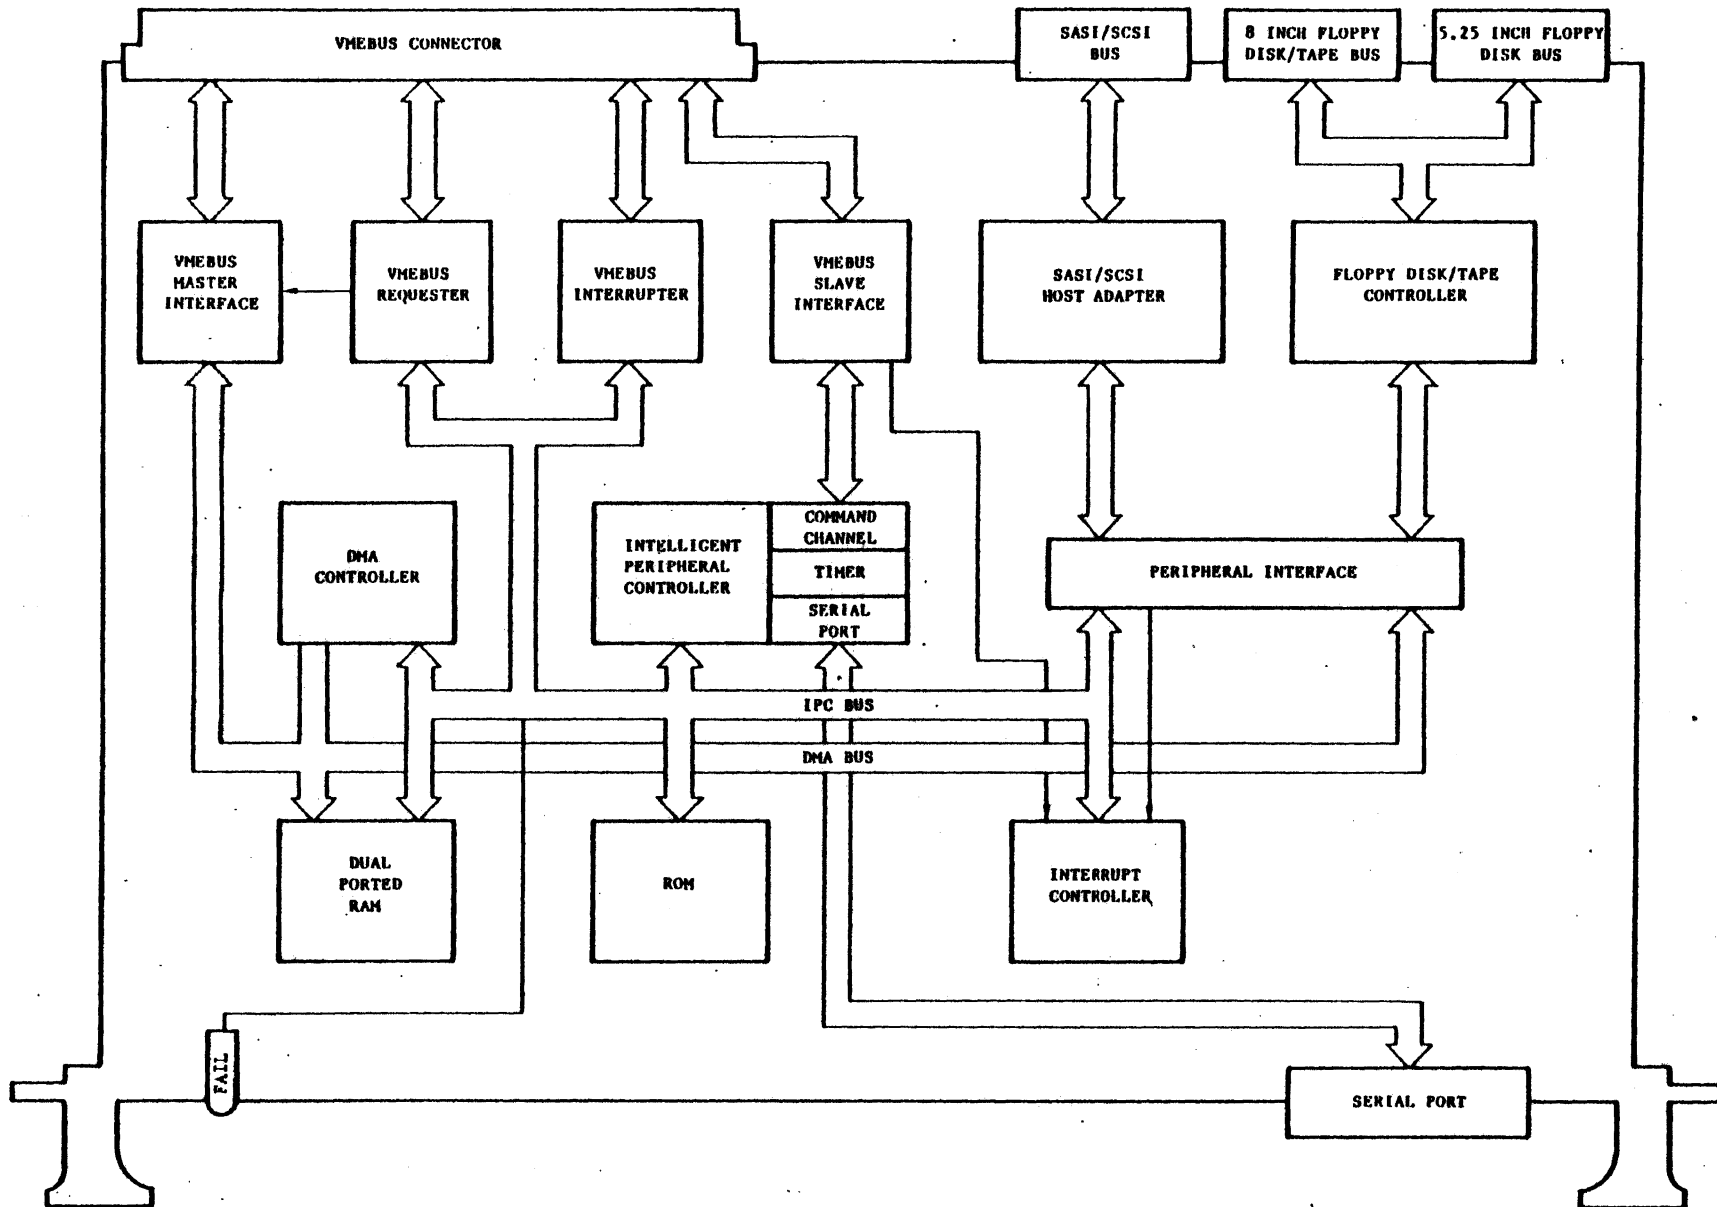 VMEBUS CONNECTOR
SASI/SCSI
BUS
8 INCH FLOPPY
DISK/TAPE BUS
5.25 INCH FLOPPY
DISK BUS
VMEBUS
MASTER
INTERFACE
VMEBUS
REQUESTER
VMEBUS
INTERRUPTER
VMEBUS
SLAVE
INTERFACE
SASI/SCSI
HOST ADAPTER
FLOPPY DISK/TAPE
CONTROLLER
DMA
CONTROLLER
INTELLIGENT
PERIPHERAL
CONTROLLER
COMMAND
CHANNEL
TIMER
SERIAL
PORT
PERIPHERAL INTERFACE
IPC BUS
DMA BUS
DUAL
PORTED
RAM
ROM
INTERRUPT
CONTROLLER
FAIL
SERIAL PORT